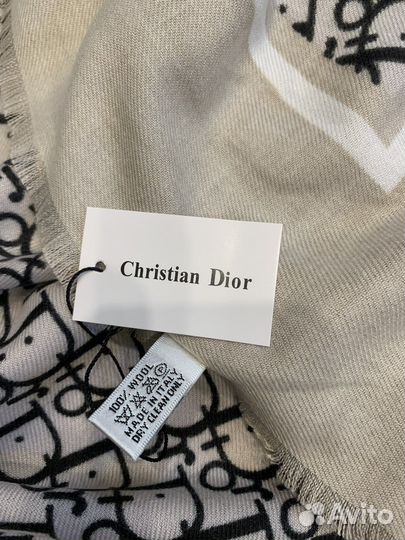 Christian Dior
100% WOOL
MADE IN ITALY
DRY CLEAN ONLY
Avito